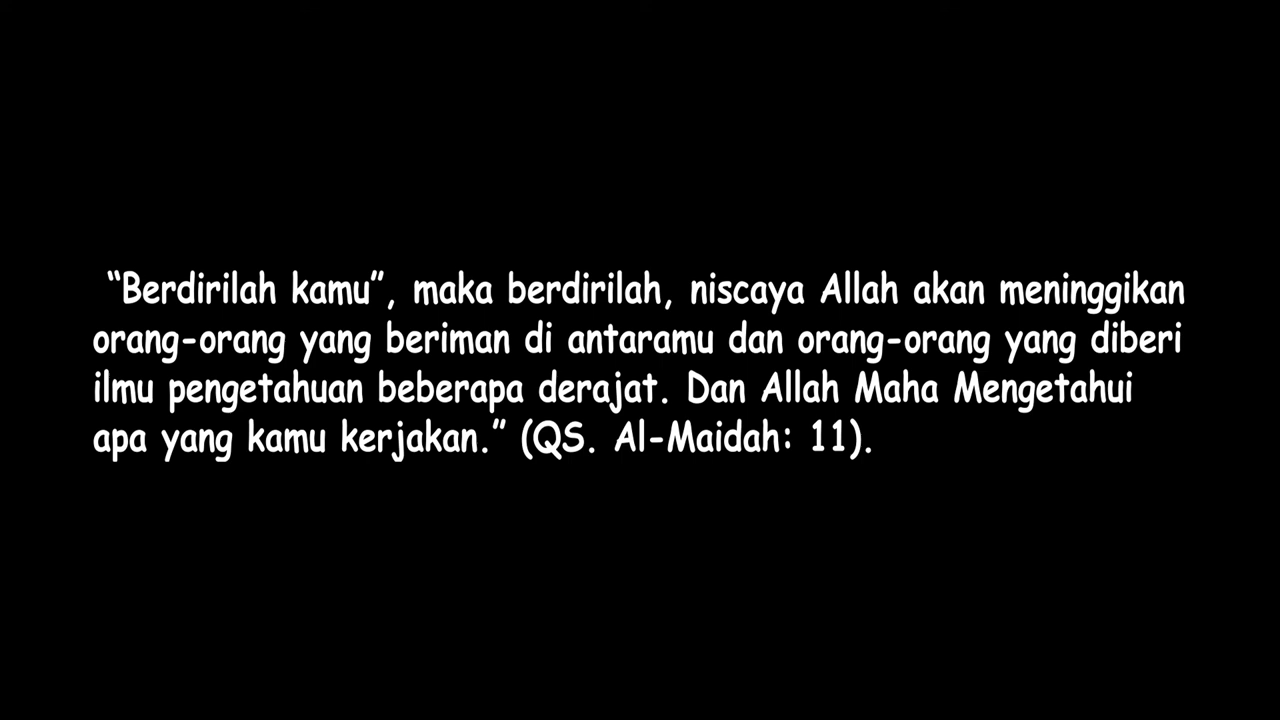 “Berdirilah kamu”, maka berdirilah, niscaya Allah akan meninggikan
orang-orang yang beriman di antaramu dan orang-orang yang diberi
ilmu pengetahuan beberapa derajat. Dan Allah Maha Mengetahui
apa yang kamu kerjakan.” (QS. Al-Maidah: 11).